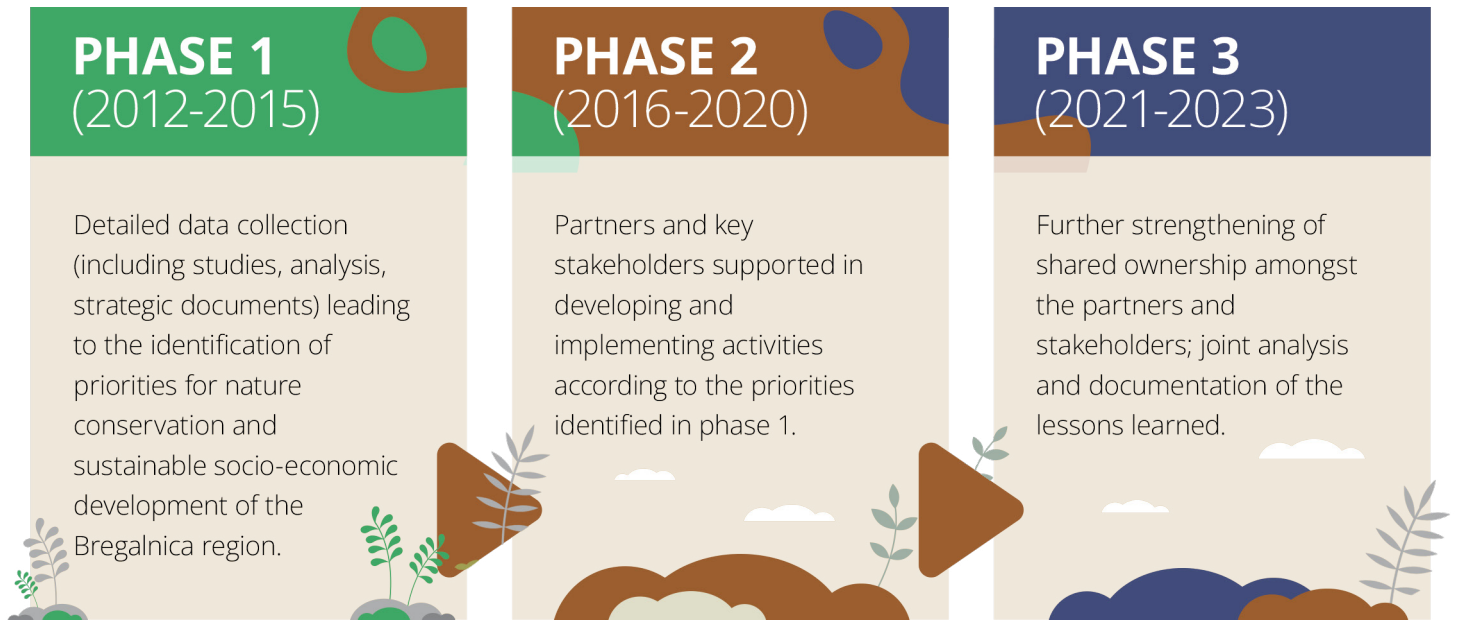 PHASE 1
(2012-2015)
Detailed data collection
(including studies, analysis,
strategic documents) leading
to the identification of
priorities for nature
conservation and
sustainable socio-economic
development of the
Bregalnica region.
PHASE 2
(2016-2020)
Partners and key
stakeholders supported in
developing and
implementing activities
according to the priorities
identified in phase 1.
PHASE 3
(2021-2023)
Further strengthening of
shared ownership amongst
the partners and
stakeholders; joint analysis
and documentation of the
lessons learned.